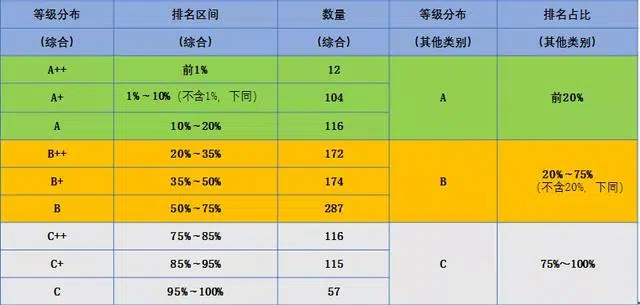 等级分布 排名区间 数量 等级分布 排名占比
(综合) (综合) (综合) (其他类别) (其他类别)
A++ 前1% 12
A+ 1%~10%（不含1%，下同） 104 A 前20%
A 10%~20% 116
B++ 20%~35% 172
B+ 35%~50% 174 B 20%~75%
(不含20%，下同)
B 50%~75% 287
C++ 75%~85% 116
C+ 85%~95% 115 C 75%～100%
C 95%~100% 57